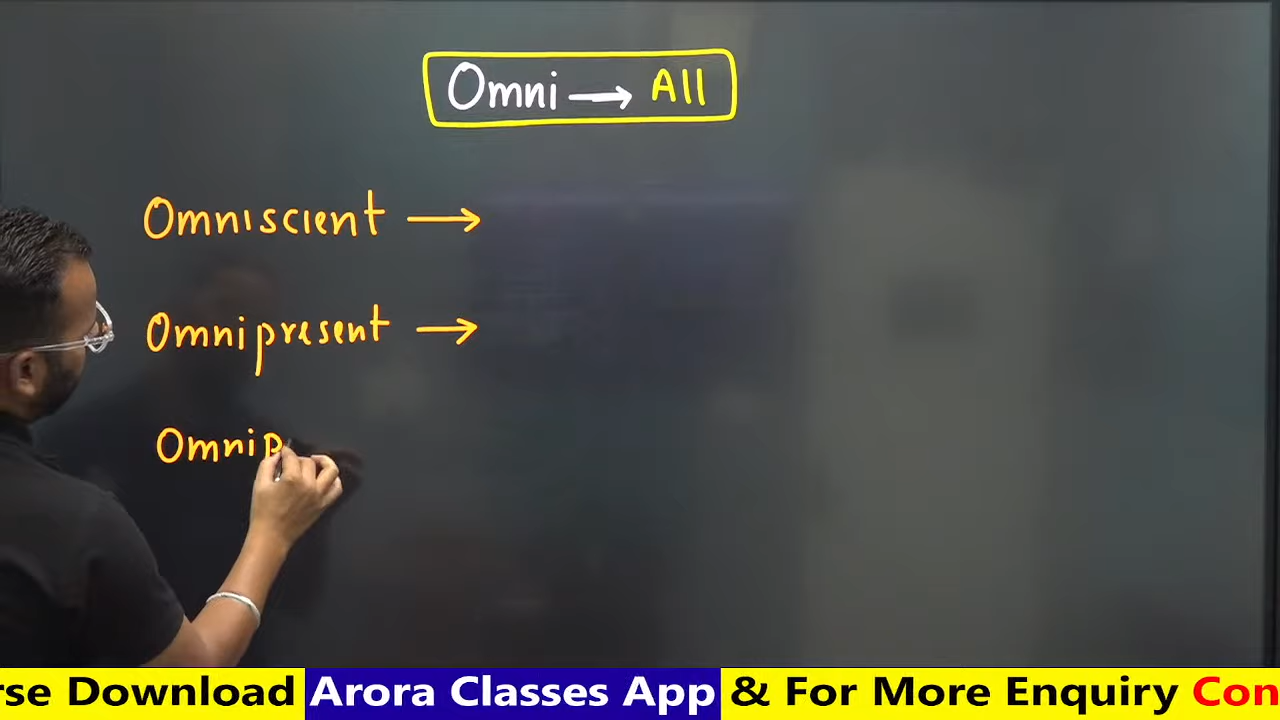 Omni → All
Omniscient →
Omnipresent →
Omnip
rse Download Arora Classes App & For More Enquiry Con